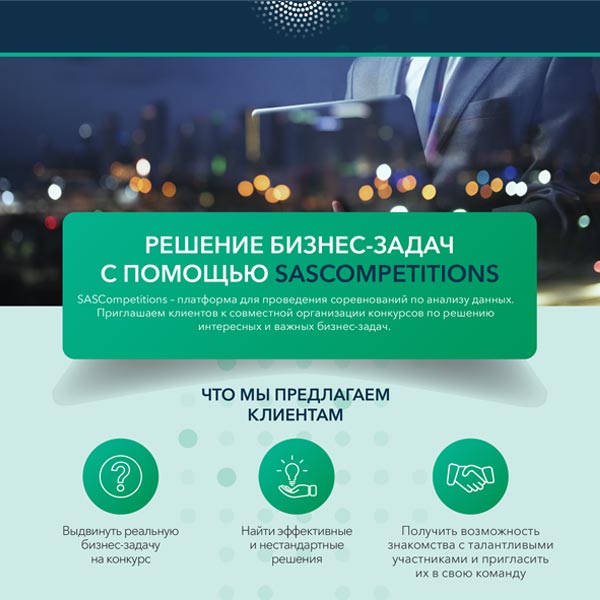 РЕШЕНИЕ БИЗНЕС-ЗАДАЧ
С ПОМОЩЬЮ SASCOMPETITIONS
SASCompetitions – платформа для проведения соревнований по анализу данных.
Приглашаем клиентов к совместной организации конкурсов по решению
интересных и важных бизнес-задач.
ЧТО МЫ ПРЕДЛАГАЕМ
КЛИЕНТАМ
Выдвинуть реальную
бизнес-задачу
на конкурс
Найти эффективные
и нестандартные
решения
Получить возможность
знакомства с талантливыми
участниками и пригласить
их в свою команду